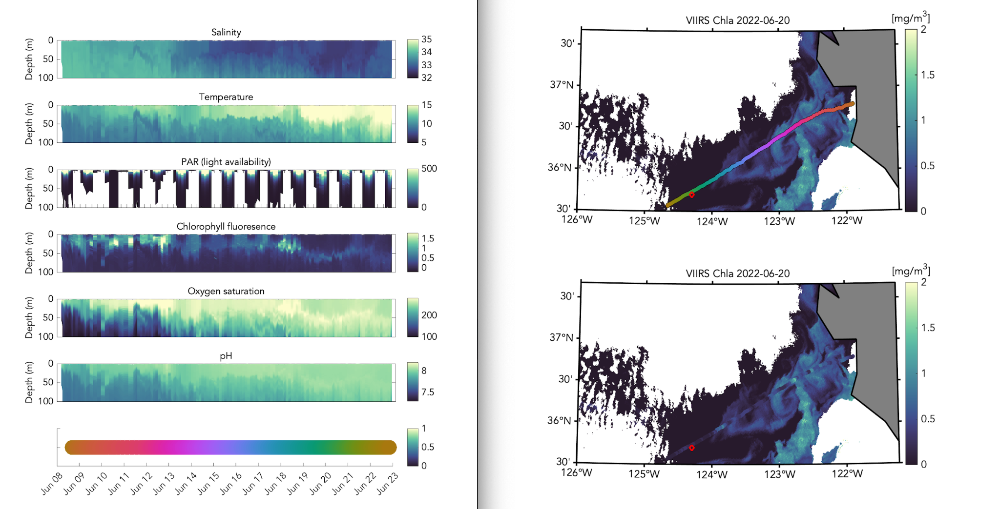 Salinity
0
50
100
Depth (m)
35
34
33
32
Temperature
0
50
100
Depth (m)
15
10
5
PAR (light availability)
0
50
100
Depth (m)
500
0
Chlorophyll fluoresence
0
50
100
Depth (m)
1.5
1
0.5
0
Oxygen saturation
0
50
100
Depth (m)
200
100
pH
0
50
100
Depth (m)
8
7.5
1
0.5
0
Jun 08
Jun 09
Jun 10
Jun 11
Jun 12
Jun 13
Jun 14
Jun 15
Jun 16
Jun 17
Jun 18
Jun 19
Jun 20
Jun 21
Jun 22
Jun 23
VIIRS Chla 2022-06-20
[mg/m³]
30'
37°N
30'
36°N
30'
126°W
125°W
124°W
123°W
122°W
2
1.5
1
0.5
0
VIIRS Chla 2022-06-20
[mg/m³]
30'
37°N
30'
36°N
30'
126°W
125°W
124°W
123°W
122°W
2
1.5
1
0.5
0